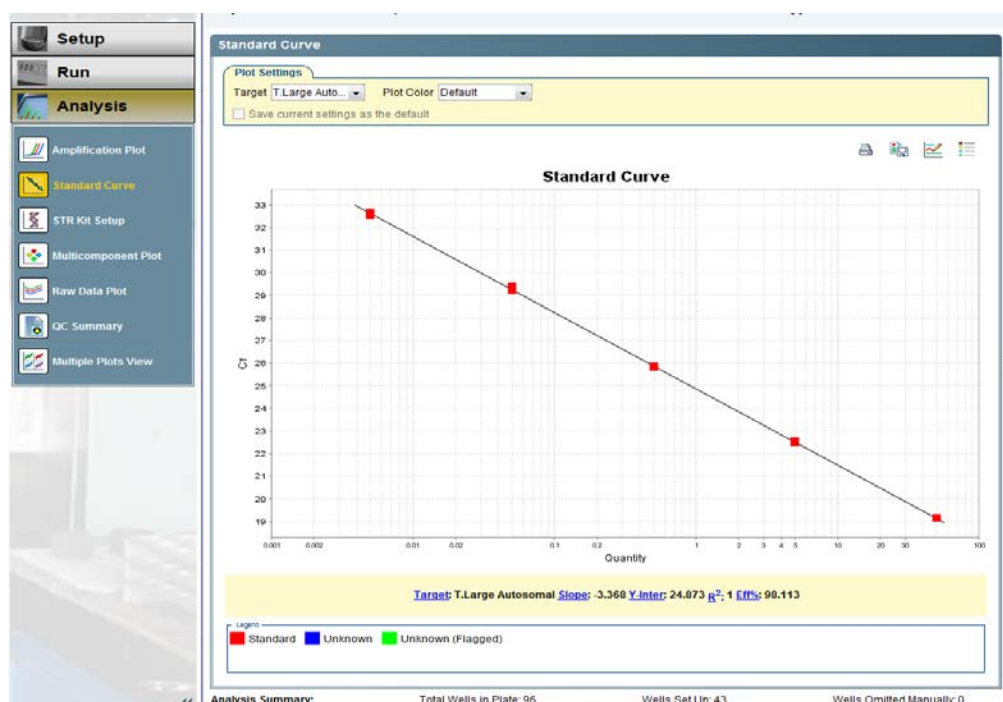 Setup
Run
Analysis
Amplification Plot
Standard Curve
STR Kit Setup
Multicomponent Plot
Raw Data Plot
QC Summary
Multiple Plots View
Standard Curve
Plot Settings
Target T.Large Auto... Plot Color Default
Save current settings as the default
Standard Curve
33
32
31
30
29
28
27
26
25
24
23
22
21
20
19
CT
0.001 0.002 0.01 0.02 0.1 0.2 1 2 3 4 5 10 20 30 100
Quantity
Target: T.Large Autosomal Slope: -3.368 Y-Inter: 24.873 R2: 1 Eff%: 98.113
Legend
Standard Unknown Unknown (Flagged)
Analysis Summary: Total Wells in Plate: 96 Wells Set Up: 43 Wells Omitted Manually: 0